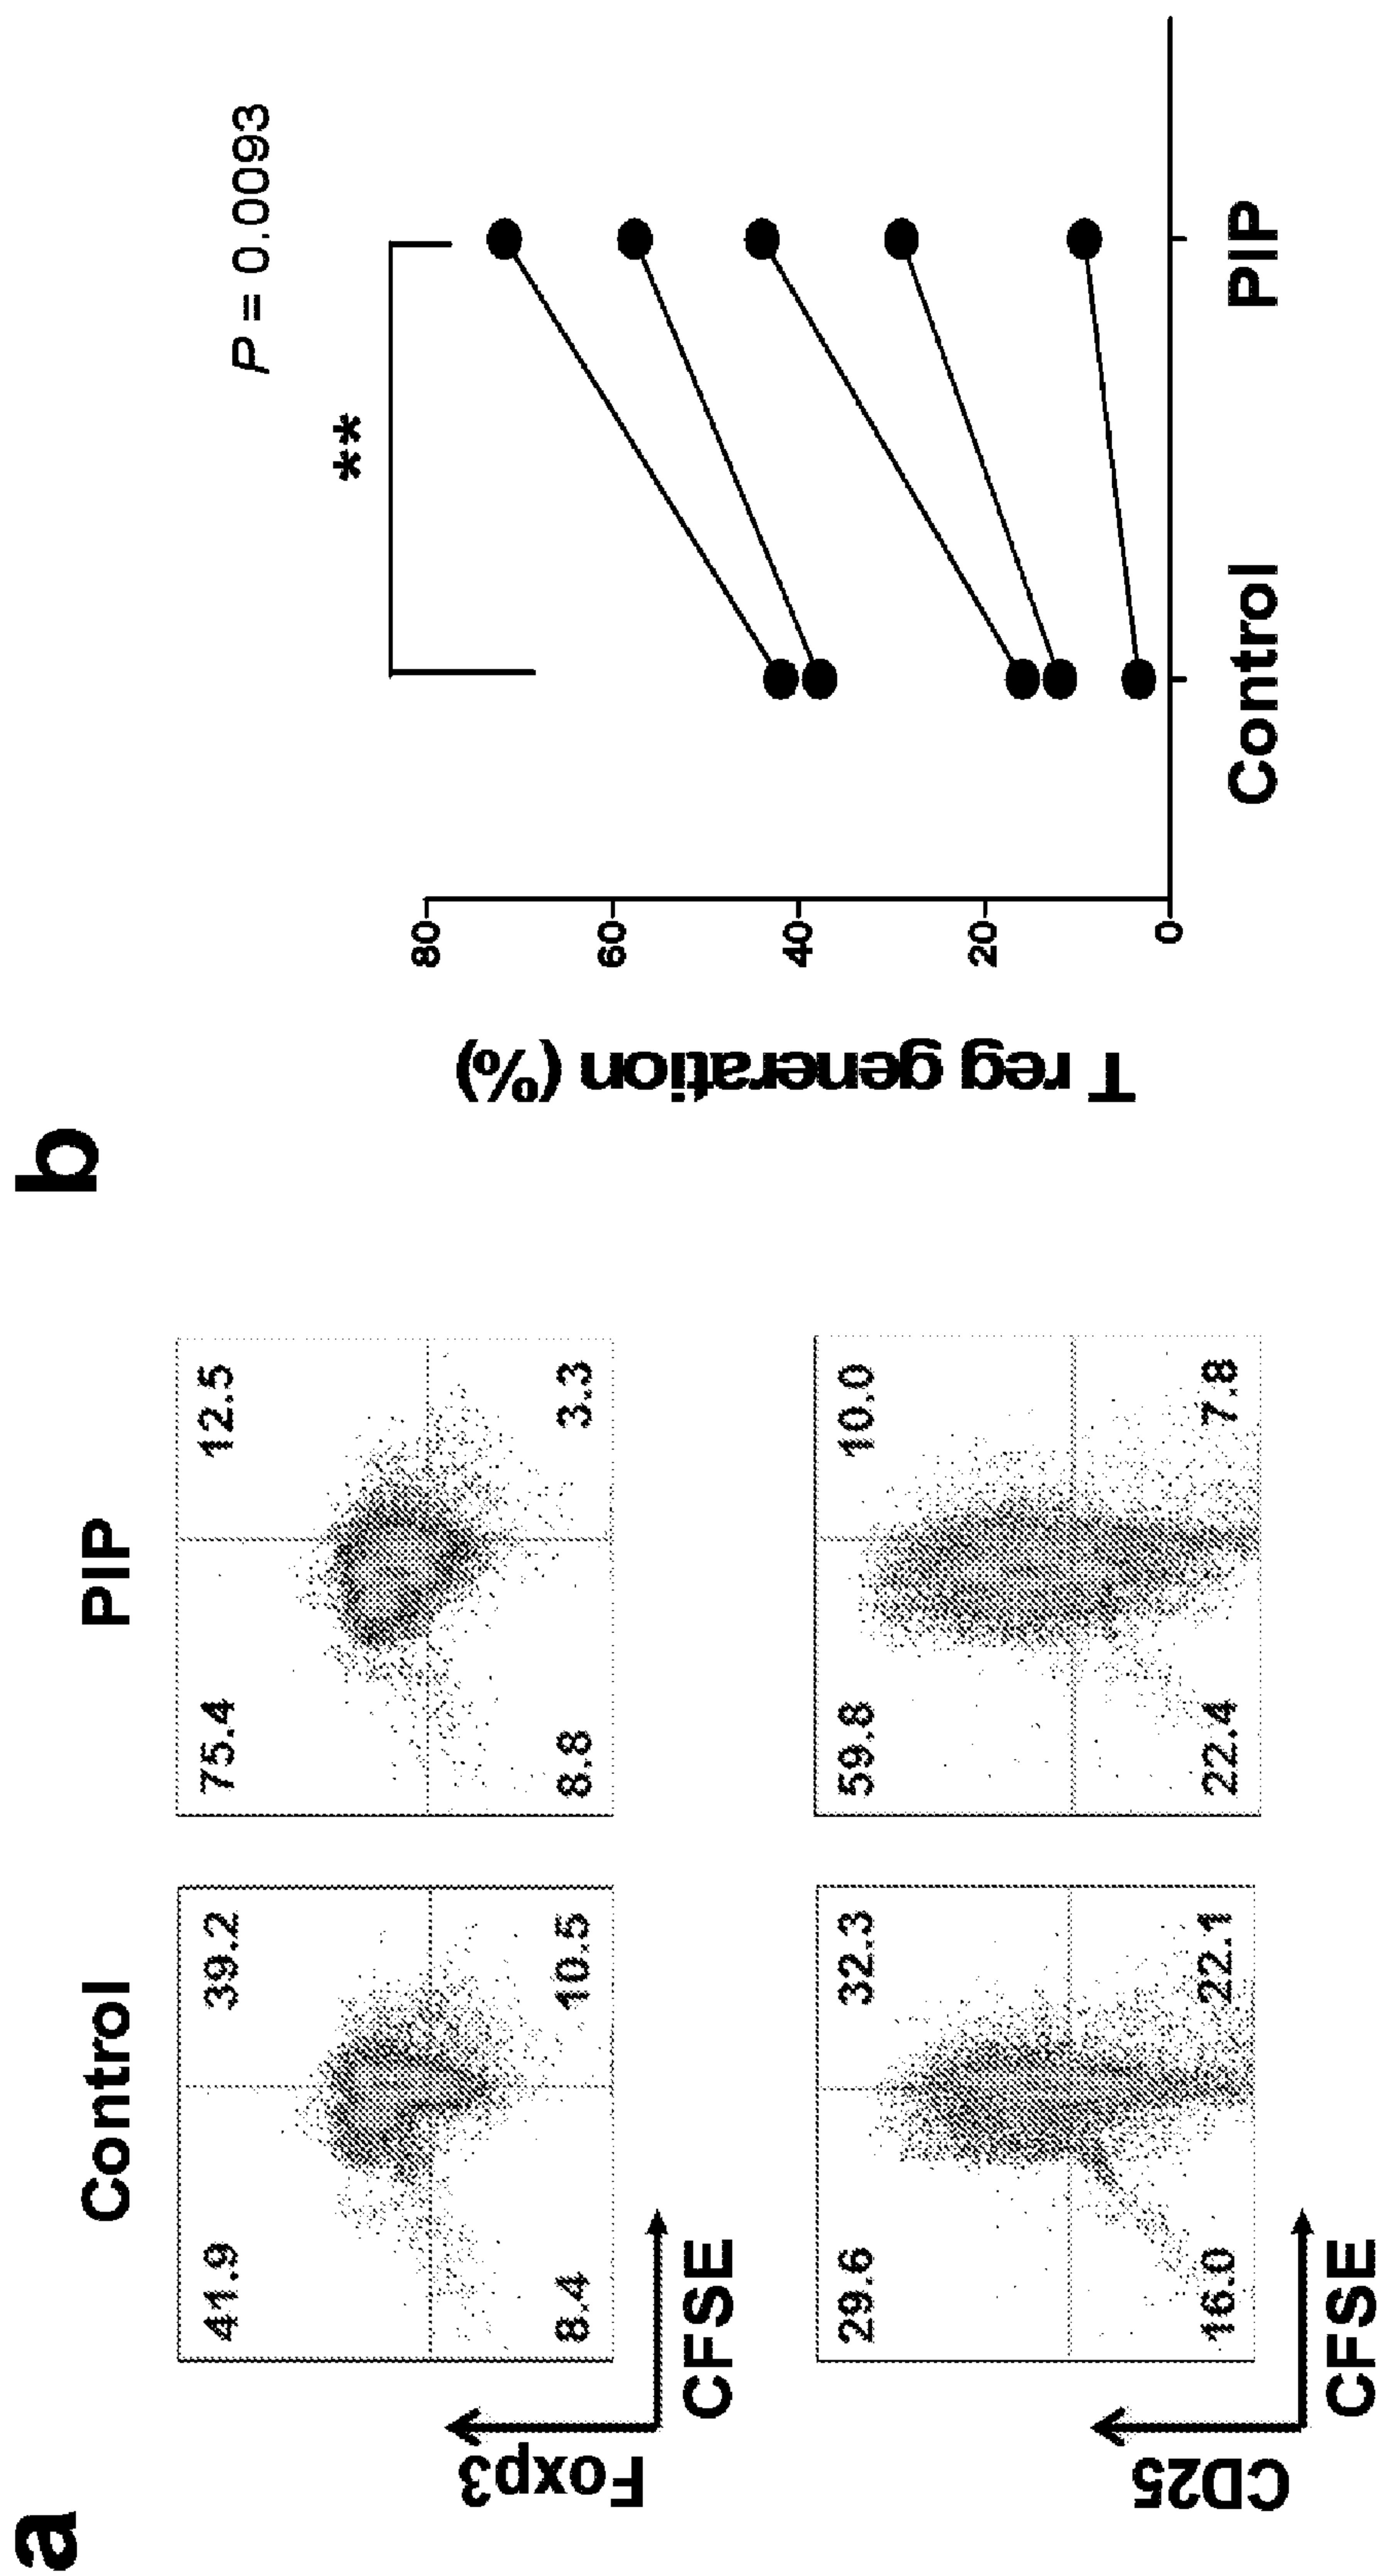 a
Control
PIP
41.9
39.2
75.4
12.5
8.4
10.5
8.8
3.3
Foxp3
CFSE
29.6
32.3
59.8
10.0
16.0
22.1
22.4
7.8
CD25
CFSE
b
P = 0.0093
**
80
60
40
20
0
T reg generation (%)
Control
PIP